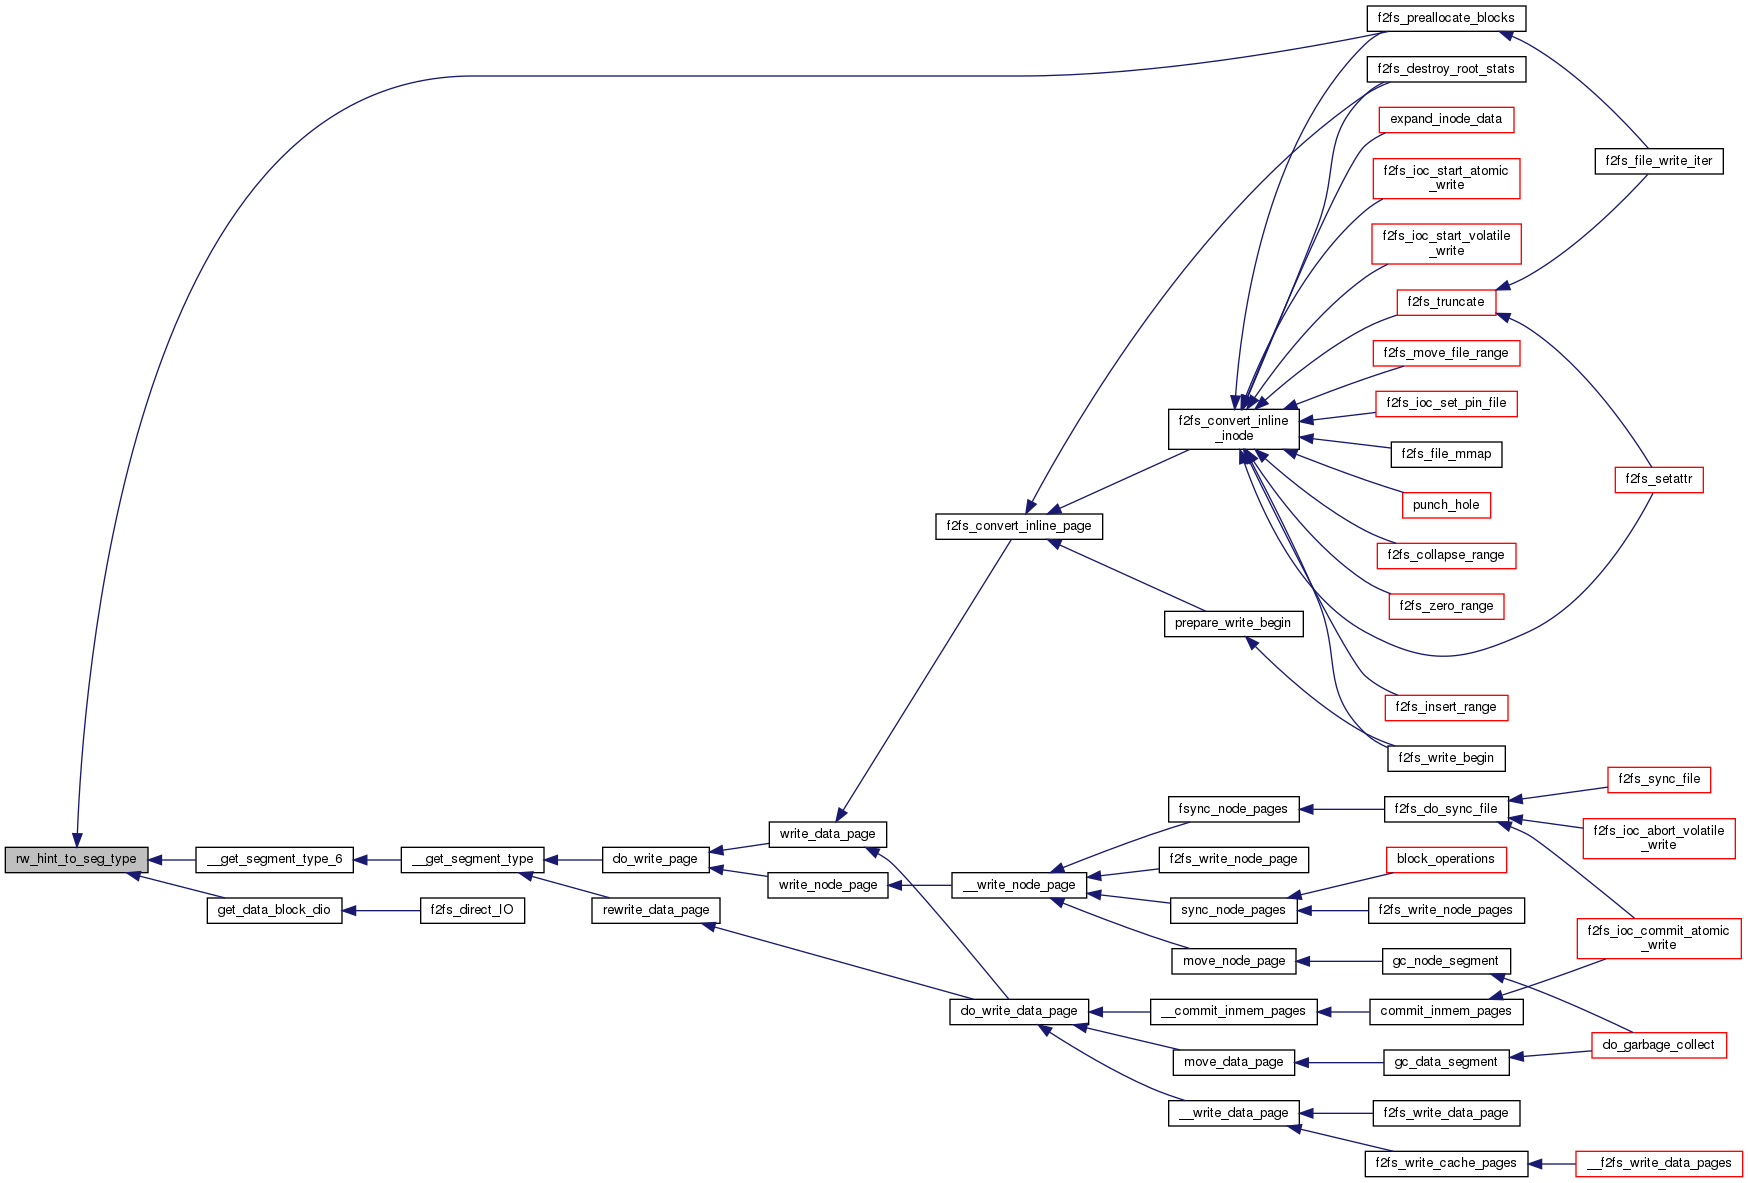 f2fs_preallocate_blocks
f2fs_destroy_root_stats
expand_inode_data
f2fs_file_write_iter
f2fs_ioc_start_atomic
_write
f2fs_ioc_start_volatile
_write
f2fs_truncate
f2fs_move_file_range
f2fs_ioc_set_pin_file
f2fs_convert_inline
_inode
f2fs_file_mmap
f2fs_setattr
punch_hole
f2fs_convert_inline_page
f2fs_collapse_range
f2fs_zero_range
prepare_write_begin
f2fs_insert_range
f2fs_write_begin
f2fs_sync_file
fsync_node_pages
f2fs_do_sync_file
write_data_page
f2fs_ioc_abort_volatile
_write
rw_hint_to_seg_type
__get_segment_type_6
__get_segment_type
do_write_page
f2fs_write_node_page
block_operations
write_node_page
__write_node_page
get_data_block_dio
f2fs_direct_IO
rewrite_data_page
sync_node_pages
f2fs_write_node_pages
f2fs_ioc_commit_atomic
_write
move_node_page
gc_node_segment
do_write_data_page
__commit_inmem_pages
commit_inmem_pages
do_garbage_collect
move_data_page
gc_data_segment
__write_data_page
f2fs_write_data_page
f2fs_write_cache_pages
__f2fs_write_data_pages